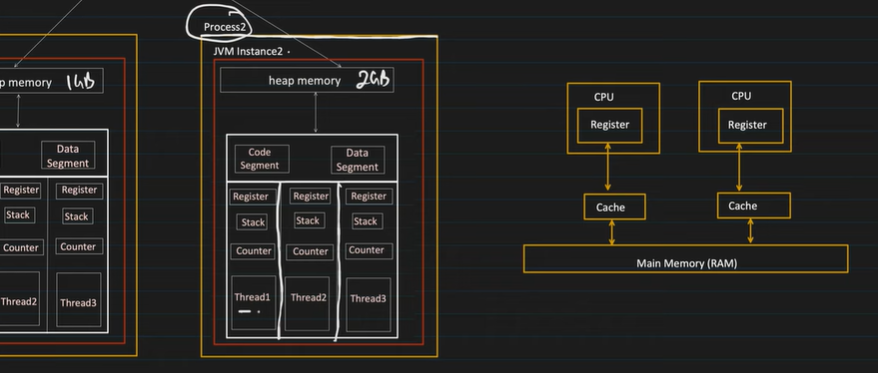 Process2
JVM Instance2
p memory 1GB
heap memory 2GB
Data
Segment
Register Register
Stack Stack
Counter Counter
Thread2 Thread3
Code
Segment
Data
Segment
Register Register Register
Stack Stack Stack
Counter Counter Counter
Thread1 Thread2 Thread3
CPU
Register
CPU
Register
Cache
Cache
Main Memory (RAM)